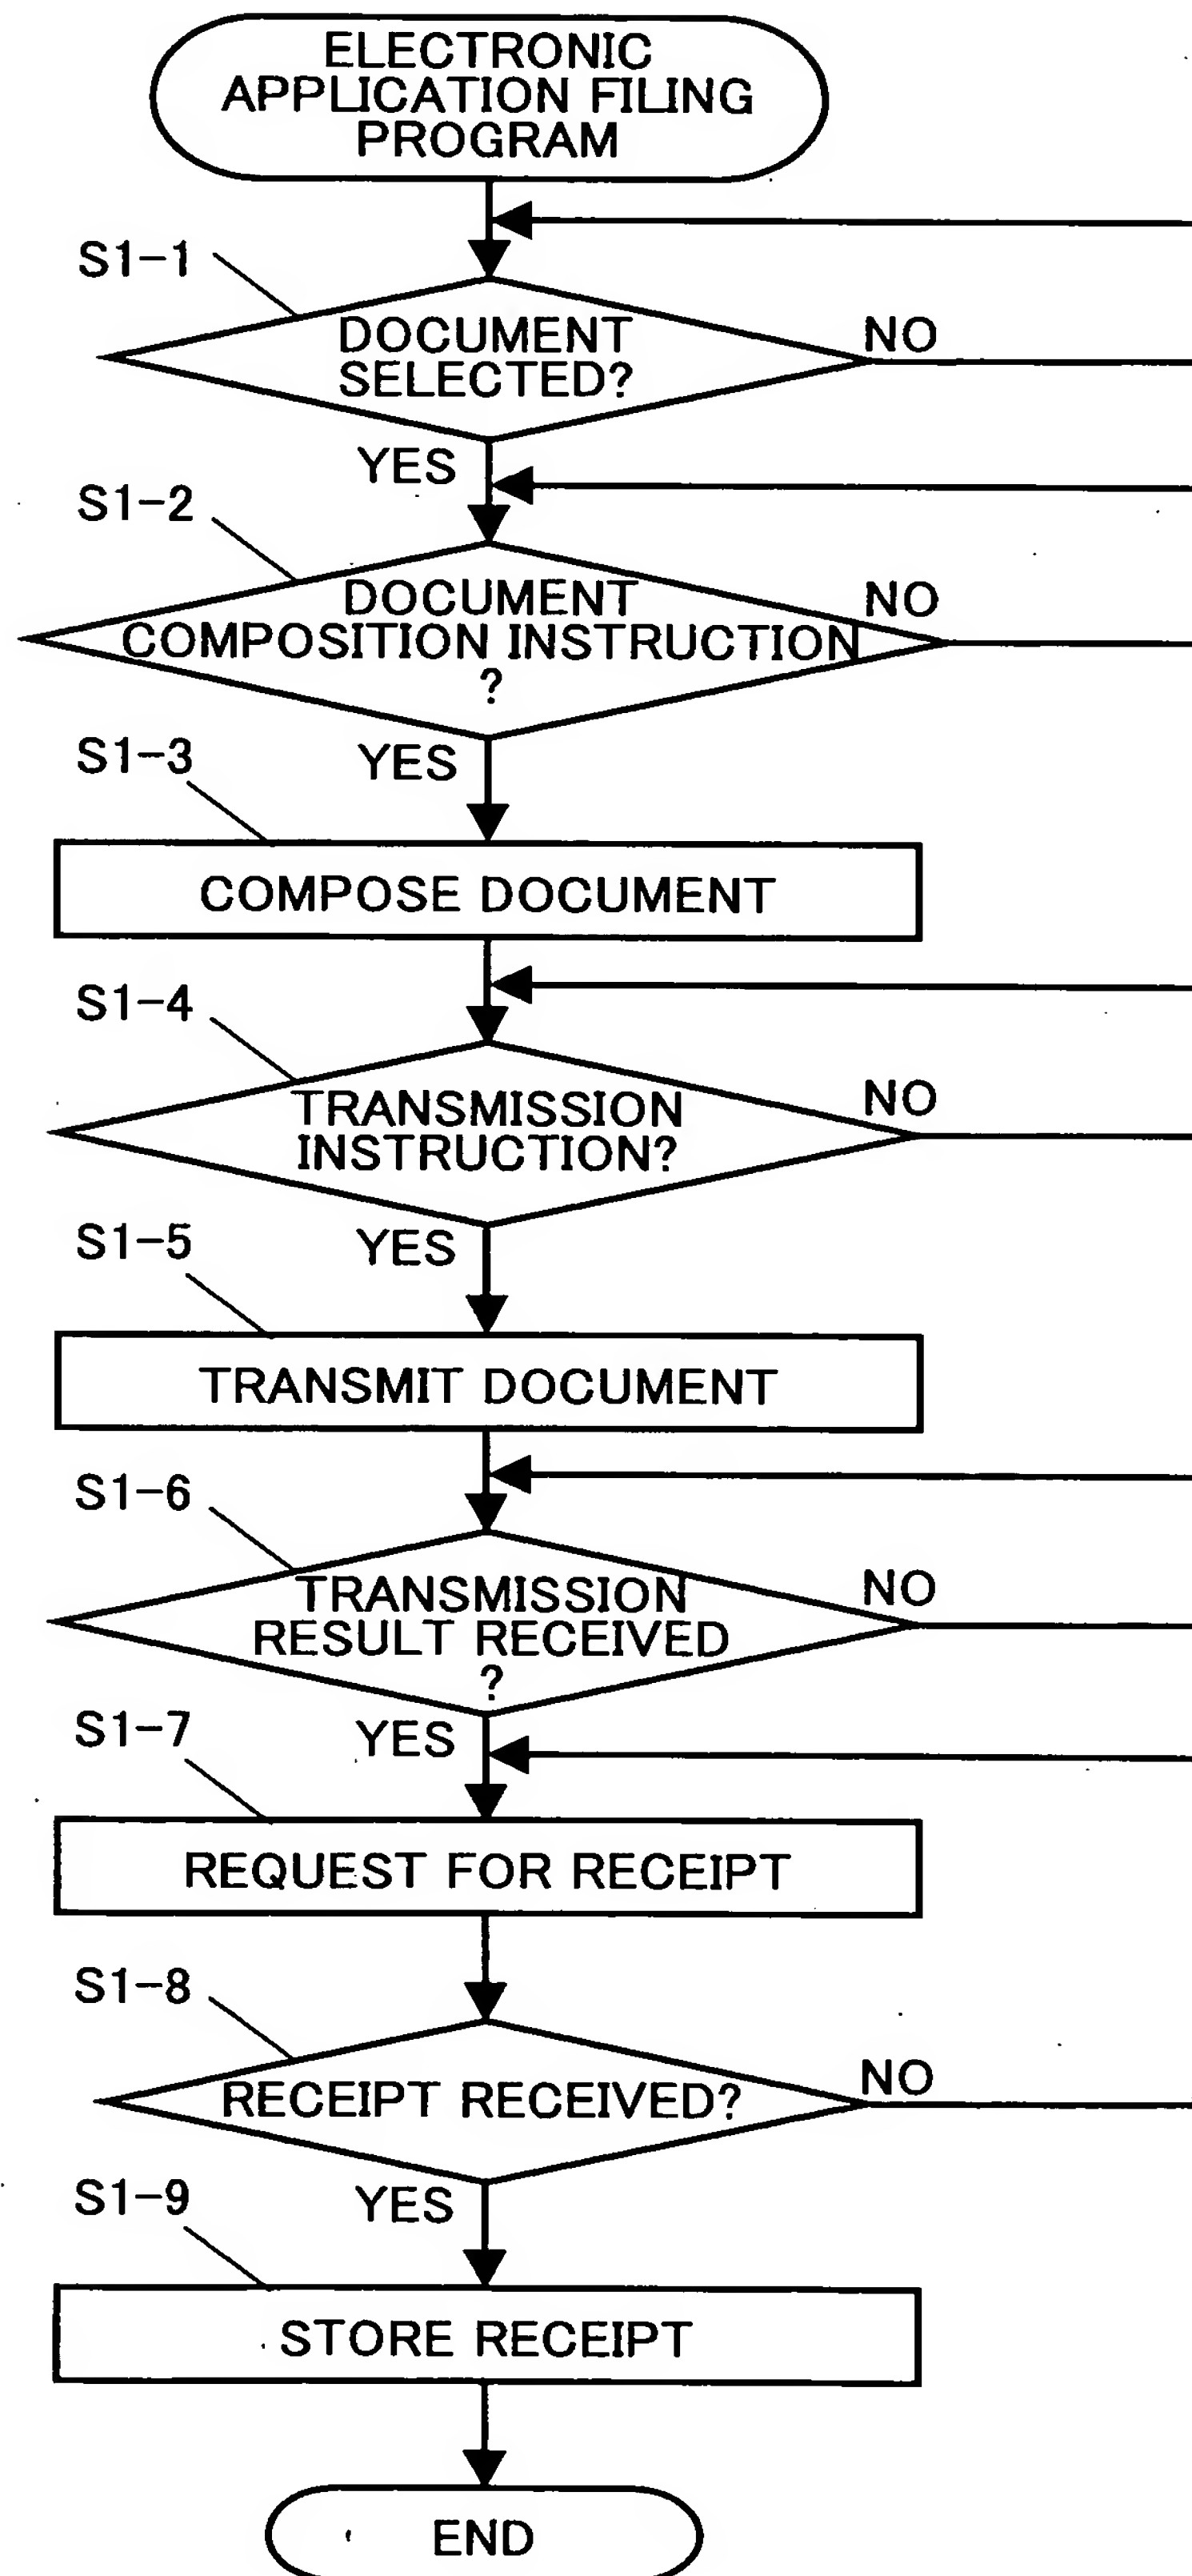 ELECTRONIC
APPLICATION FILING
PROGRAM
S1-1
DOCUMENT
SELECTED?
NO
YES
S1-2
DOCUMENT
COMPOSITION INSTRUCTION
?
NO
YES
S1-3
COMPOSE DOCUMENT
S1-4
TRANSMISSION
INSTRUCTION?
NO
YES
S1-5
TRANSMIT DOCUMENT
S1-6
TRANSMISSION
RESULT RECEIVED
?
NO
YES
S1-7
REQUEST FOR RECEIPT
S1-8
RECEIPT RECEIVED?
NO
YES
S1-9
STORE RECEIPT
END